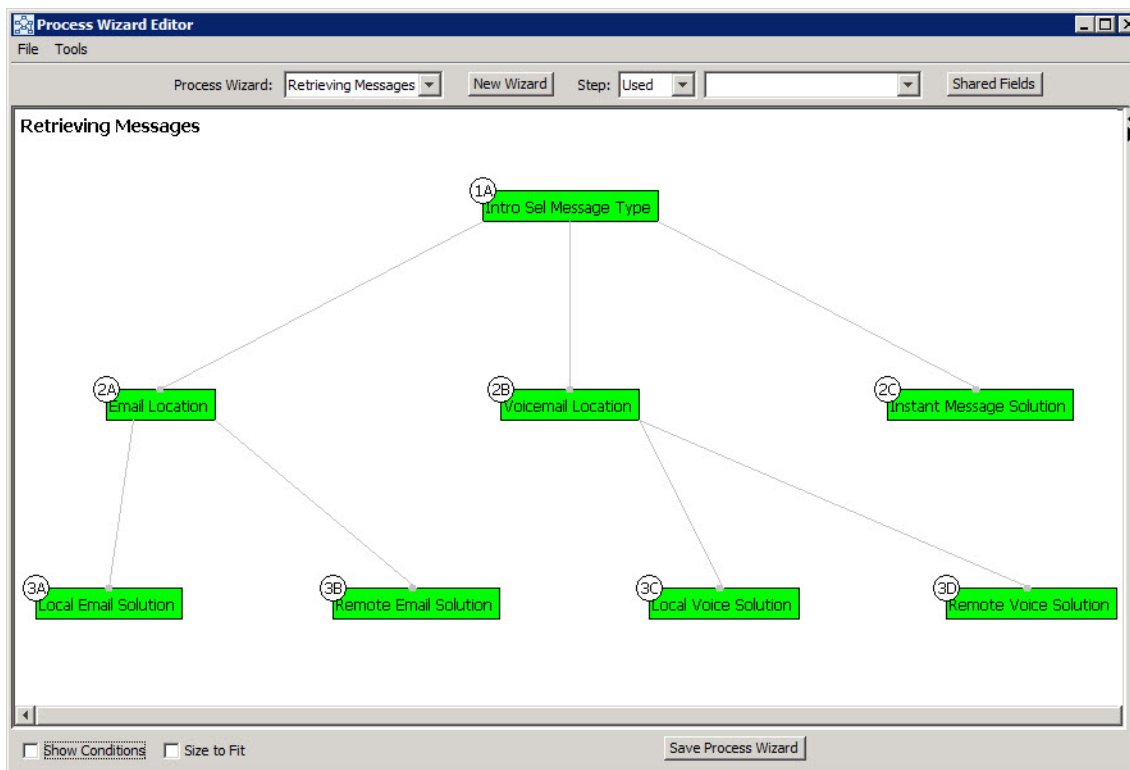 Process Wizard Editor
File Tools
Process Wizard: Retrieving Messages New Wizard Step: Used Shared Fields
Retrieving Messages
1A
Intro Sel Message Type
2A 2B 2C
Email Location Voicemail Location Instant Message Solution
3A 3B 3C 3D
Local Email Solution Remote Email Solution Local Voice Solution Remote Voice Solution
Show Conditions Size to Fit Save Process Wizard